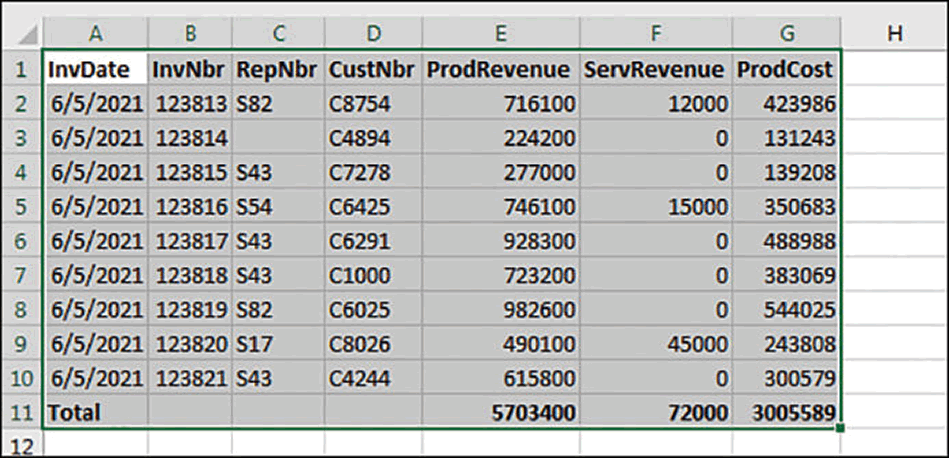 A B C D E F G H
1 InvDate InvNbr RepNbr CustNbr ProdRevenue ServRevenue ProdCost
2 6/5/2021 123813 S82 C8754 716100 12000 423986
3 6/5/2021 123814 C4894 224200 0 131243
4 6/5/2021 123815 S43 C7278 277000 0 139208
5 6/5/2021 123816 S54 C6425 746100 15000 350683
6 6/5/2021 123817 S43 C6291 928300 0 488988
7 6/5/2021 123818 S43 C1000 723200 0 383069
8 6/5/2021 123819 S82 C6025 982600 0 544025
9 6/5/2021 123820 S17 C8026 490100 45000 243808
10 6/5/2021 123821 S43 C4244 615800 0 300579
11 Total 5703400 72000 3005589
12